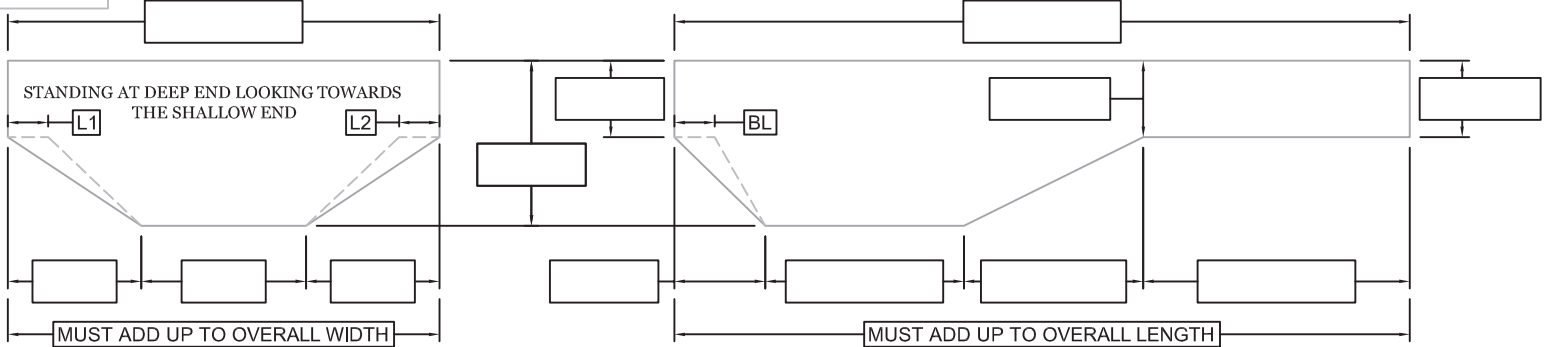 STANDING AT DEEP END LOOKING TOWARDS
THE SHALLOW END
L1
L2
BL
MUST ADD UP TO OVERALL WIDTH
MUST ADD UP TO OVERALL LENGTH